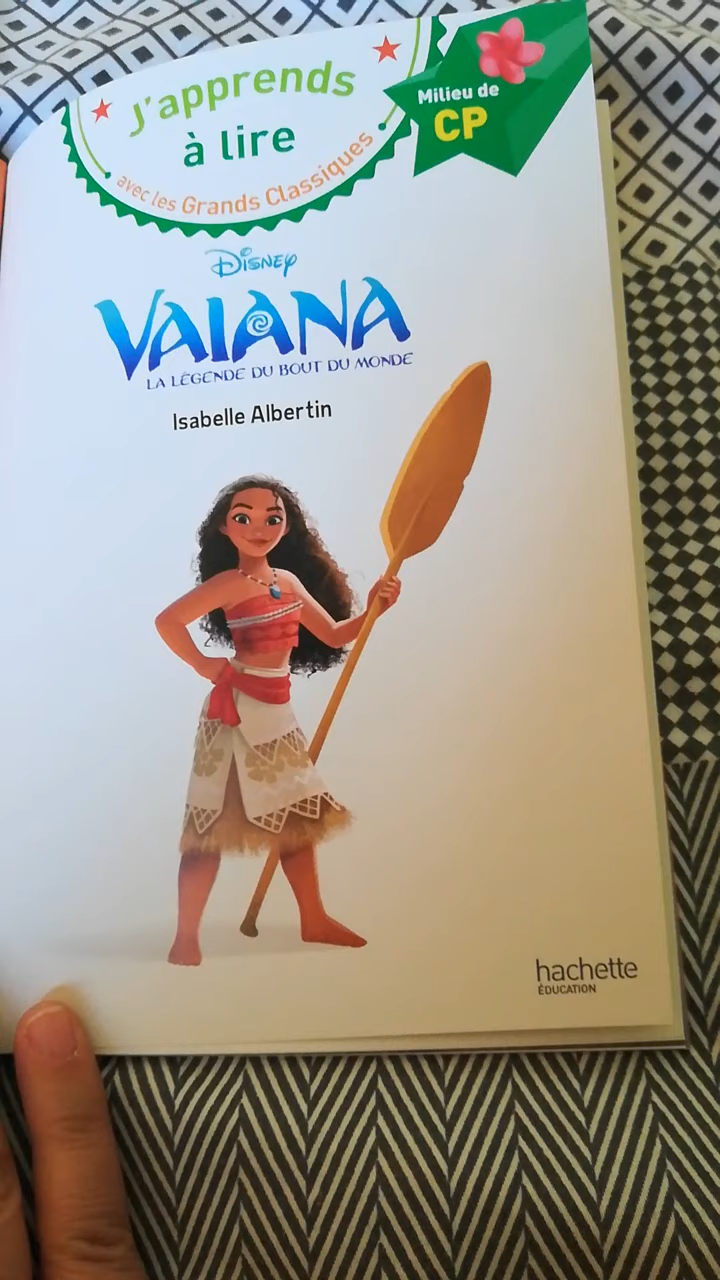 J'apprends
à lire
avec les Grands Classiques
Milieu de
CP
Disney
VAIANA
LA LÉGENDE DU BOUT DU MONDE
Isabelle Albertin
hachette
ÉDUCATION